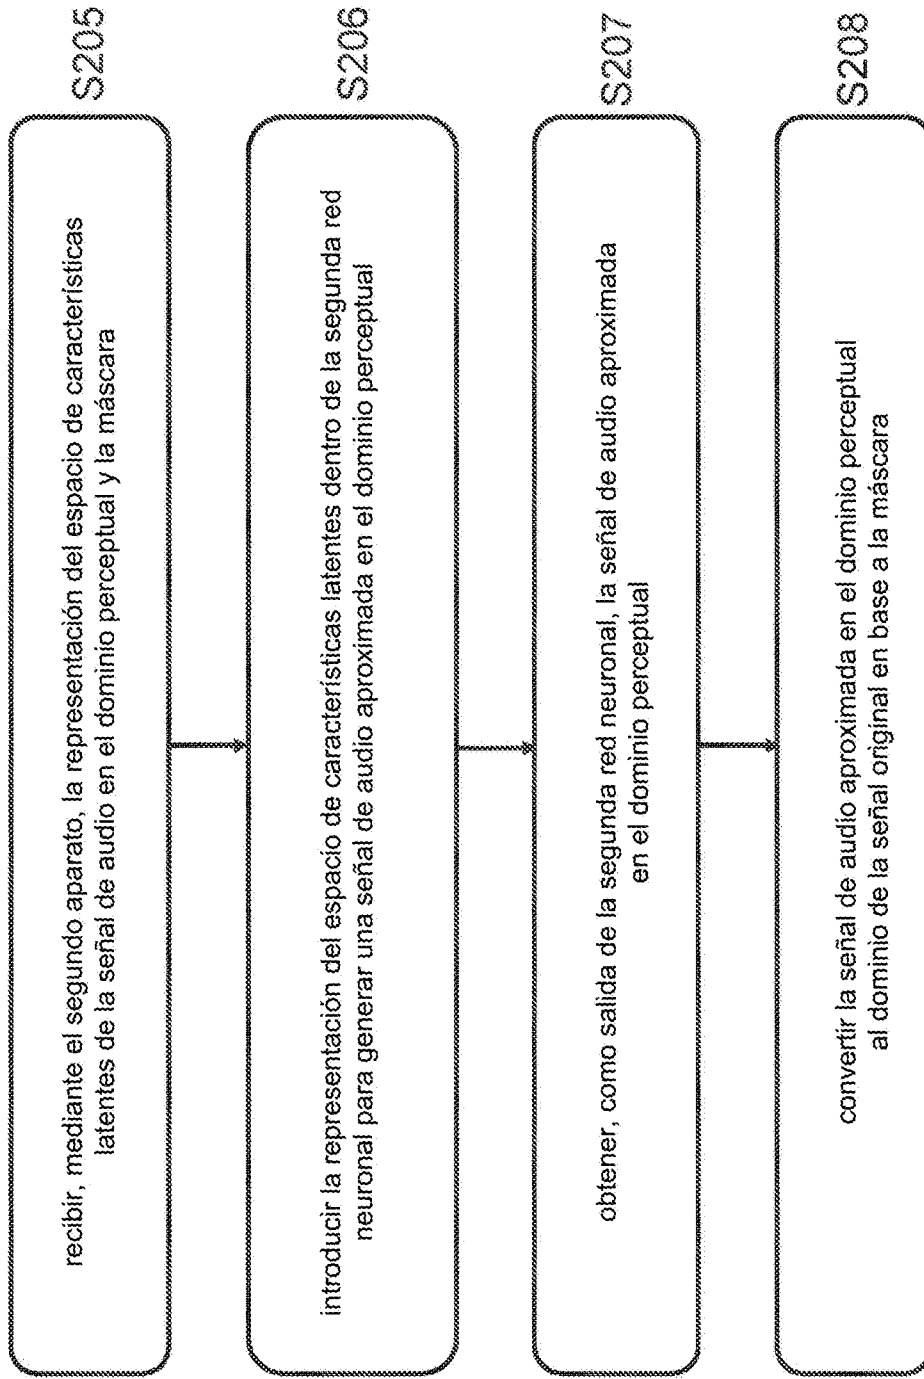 S205
recibir, mediante el segundo aparato, la representación del espacio de características
latentes de la señal de audio en el dominio perceptual y la máscara
S206
introducir la representación del espacio de características latentes dentro de la segunda red
neuronal para generar una señal de audio aproximada en el dominio perceptual
S207
obtener, como salida de la segunda red neuronal, la señal de audio aproximada
en el dominio perceptual
S208
convertir la señal de audio aproximada en el dominio perceptual
al dominio de la señal original en base a la máscara